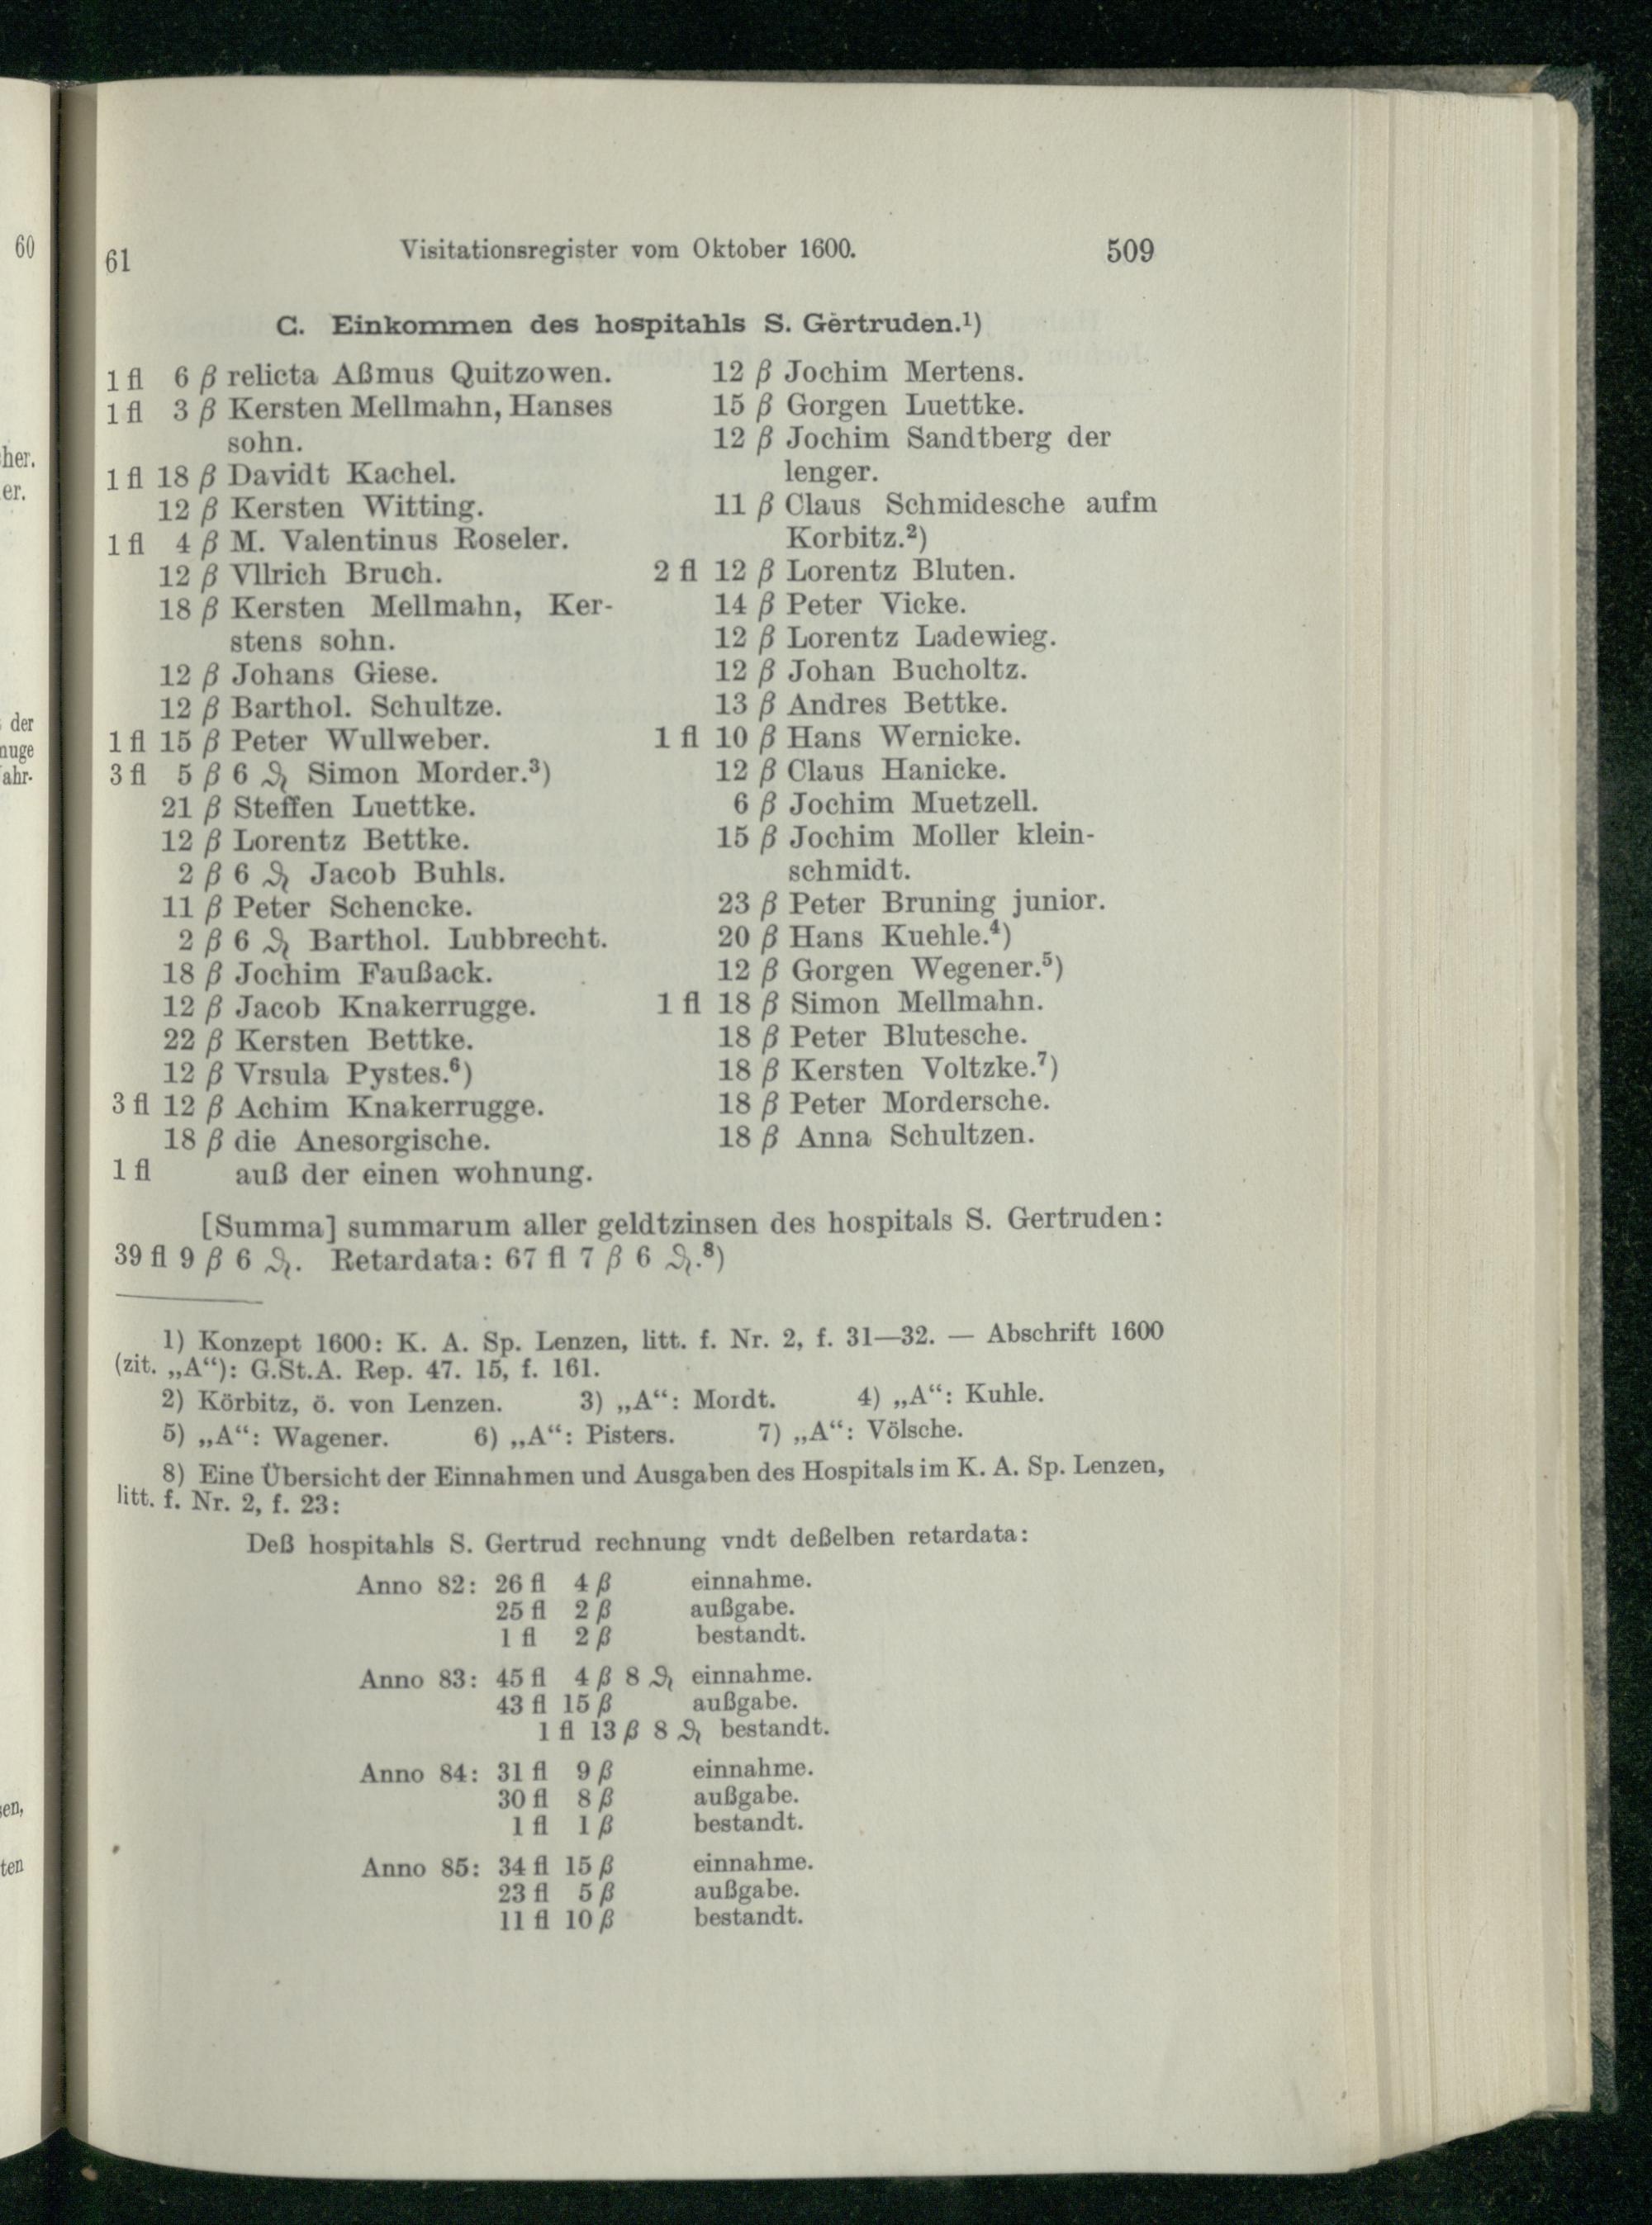 61 Visitationsregister vom Oktober 1600. 509
C. Einkommen des hospitahls S. Gertruden.¹)
1 fl 6 β relicta Aßmus Quitzowen.
1 fl 3 β Kersten Mellmahn, Hanses
sohn.
1 fl 18 β Davidt Kachel.
12 β Kersten Witting.
1 fl 4 β M. Valentinus Roseler.
12 β Vllrich Bruch.
18 β Kersten Mellmahn, Ker-
stens sohn.
12 β Johans Giese.
12 β Barthol. Schultze.
1 fl 15 β Peter Wullweber.
3 fl 5 β 6 ₰ Simon Morder.³)
21 β Steffen Luettke.
12 β Lorentz Bettke.
2 β 6 ₰ Jacob Buhls.
11 β Peter Schencke.
2 β 6 ₰ Barthol. Lubbrecht.
18 β Jochim Faußack.
12 β Jacob Knakerrugge.
22 β Kersten Bettke.
12 β Vrsula Pystes.⁶)
3 fl 12 β Achim Knakerrugge.
18 β die Anesorgische.
1 fl auß der einen wohnung.
12 β Jochim Mertens.
15 β Gorgen Luettke.
12 β Jochim Sandtberg der
lenger.
11 β Claus Schmidesche aufm
Korbitz.²)
2 fl 12 β Lorentz Bluten.
14 β Peter Vicke.
12 β Lorentz Ladewieg.
12 β Johan Bucholtz.
13 β Andres Bettke.
1 fl 10 β Hans Wernicke.
12 β Claus Hanicke.
6 β Jochim Muetzell.
15 β Jochim Moller klein-
schmidt.
23 β Peter Bruning junior.
20 β Hans Kuehle.⁴)
12 β Gorgen Wegener.⁵)
1 fl 18 β Simon Mellmahn.
18 β Peter Blutesche.
18 β Kersten Voltzke.⁷)
18 β Peter Mordersche.
18 β Anna Schultzen.
[Summa] summarum aller geldtzinsen des hospitals S. Gertruden:
39 fl 9 β 6 ₰. Retardata: 67 fl 7 β 6 ₰.⁸)
1) Konzept 1600: K. A. Sp. Lenzen, litt. f. Nr. 2, f. 31—32. — Abschrift 1600
(zit. „A“): G.St.A. Rep. 47. 15, f. 161.
2) Körbitz, ö. von Lenzen. 3) „A“: Mordt. 4) „A“: Kuhle.
5) „A“: Wagener. 6) „A“: Pisters. 7) „A“: Völsche.
8) Eine Übersicht der Einnahmen und Ausgaben des Hospitals im K. A. Sp. Lenzen,
litt. f. Nr. 2, f. 23:
Deß hospitahls S. Gertrud rechnung vndt deßelben retardata:
Anno 82: 26 fl 4 β einnahme.
25 fl 2 β außgabe.
1 fl 2 β bestandt.
Anno 83: 45 fl 4 β 8 ₰ einnahme.
43 fl 15 β außgabe.
1 fl 13 β 8 ₰ bestandt.
Anno 84: 31 fl 9 β einnahme.
30 fl 8 β außgabe.
1 fl 1 β bestandt.
Anno 85: 34 fl 15 β einnahme.
23 fl 5 β außgabe.
11 fl 10 β bestandt.
60
her.
er.
der
nuge
ahr-
en,
ten